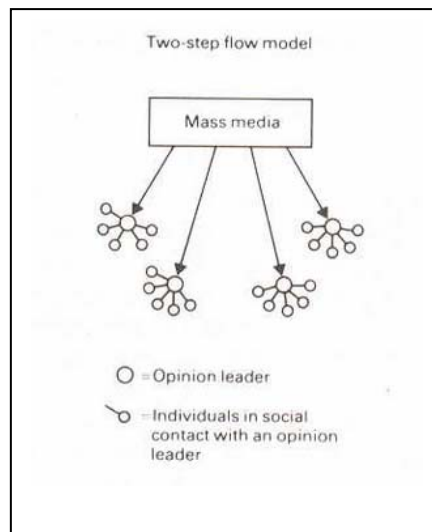 Two-step flow model
Mass media
= Opinion leader
= Individuals in social
contact with an opinion
leader